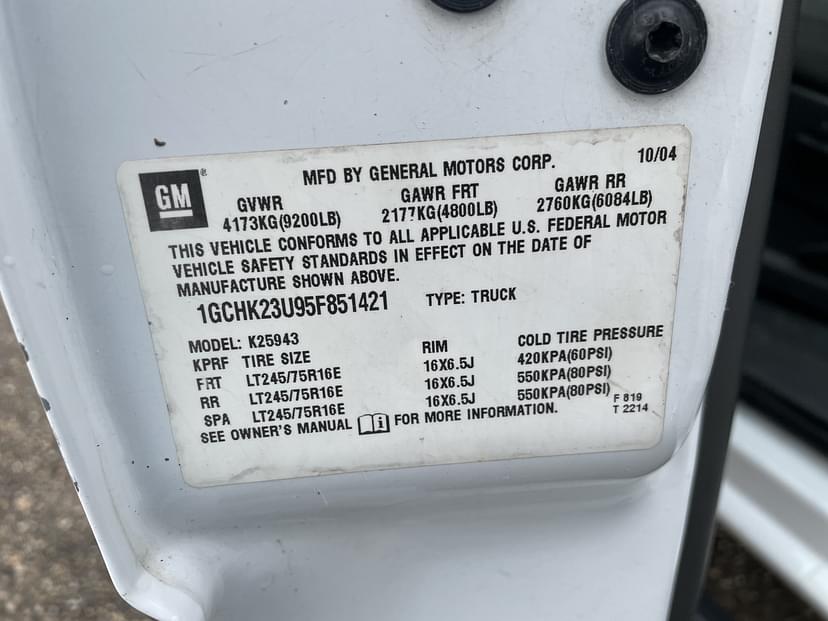 GM ® MFD BY GENERAL MOTORS CORP. 10/04
GVWR GAWR FRT GAWR RR
4173KG(9200LB) 2177KG(4800LB) 2760KG(6084LB)
THIS VEHICLE CONFORMS TO ALL APPLICABLE U.S. FEDERAL MOTOR
VEHICLE SAFETY STANDARDS IN EFFECT ON THE DATE OF
MANUFACTURE SHOWN ABOVE.
1GCHK23U95F851421 TYPE: TRUCK
MODEL: K25943
KPRF TIRE SIZE RIM COLD TIRE PRESSURE
FRT LT245/75R16E 16X6.5J 420KPA(60PSI)
RR LT245/75R16E 16X6.5J 550KPA(80PSI)
SPA LT245/75R16E 16X6.5J 550KPA(80PSI)
SEE OWNER'S MANUAL i FOR MORE INFORMATION.
F 819
T 2214